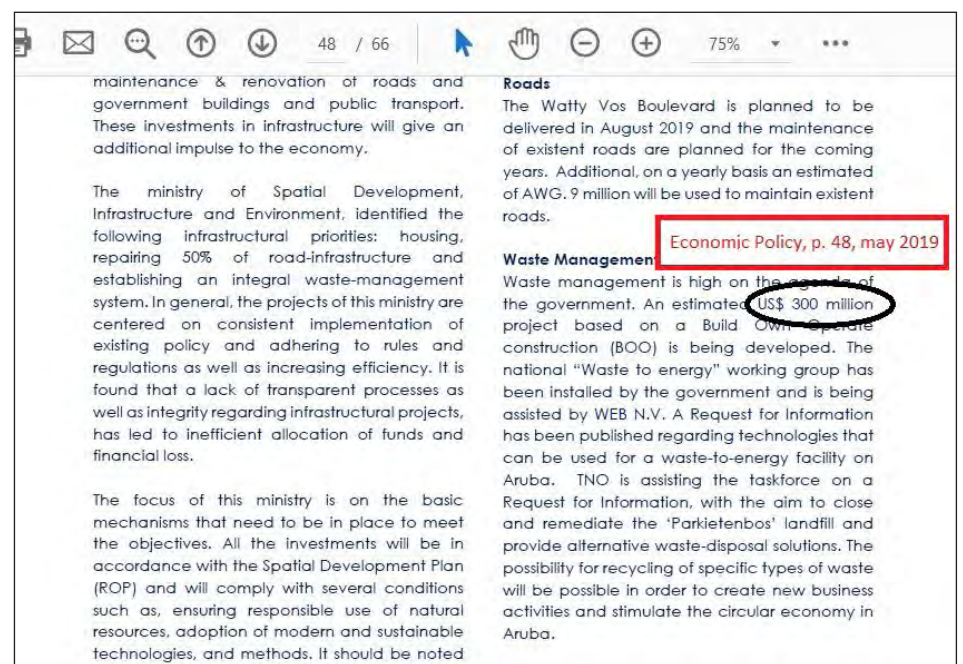 48 / 66
75%
maintenance & renovation of roads and
government buildings and public transport.
These investments in infrastructure will give an
additional impulse to the economy.
The ministry of Spatial Development,
Infrastructure and Environment, identified the
following infrastructural priorities: housing,
repairing 50% of road-infrastructure and
establishing an integral waste-management
system. In general, the projects of this ministry are
centered on consistent implementation of
existing policy and adhering to rules and
regulations as well as increasing efficiency. It is
found that a lack of transparent processes as
well as integrity regarding infrastructural projects,
has led to inefficient allocation of funds and
financial loss.
The focus of this ministry is on the basic
mechanisms that need to be in place to meet
the objectives. All the investments will be in
accordance with the Spatial Development Plan
(ROP) and will comply with several conditions
such as, ensuring responsible use of natural
resources, adoption of modern and sustainable
technologies, and methods. It should be noted
Roads
The Watty Vos Boulevard is planned to be
delivered in August 2019 and the maintenance
of existent roads are planned for the coming
years. Additional, on a yearly basis an estimated
of AWG. 9 million will be used to maintain existent
roads.
Economic Policy, p. 48, may 2019
Waste Management
Waste management is high on the agenda of
the government. An estimated US$ 300 million
project based on a Build Own Operate
construction (BOO) is being developed. The
national "Waste to energy" working group has
been installed by the government and is being
assisted by WEB N.V. A Request for Information
has been published regarding technologies that
can be used for a waste-to-energy facility on
Aruba. TNO is assisting the taskforce on a
Request for Information, with the aim to close
and remediate the 'Parkietenbos' landfill and
provide alternative waste-disposal solutions. The
possibility for recycling of specific types of waste
will be possible in order to create new business
activities and stimulate the circular economy in
Aruba.